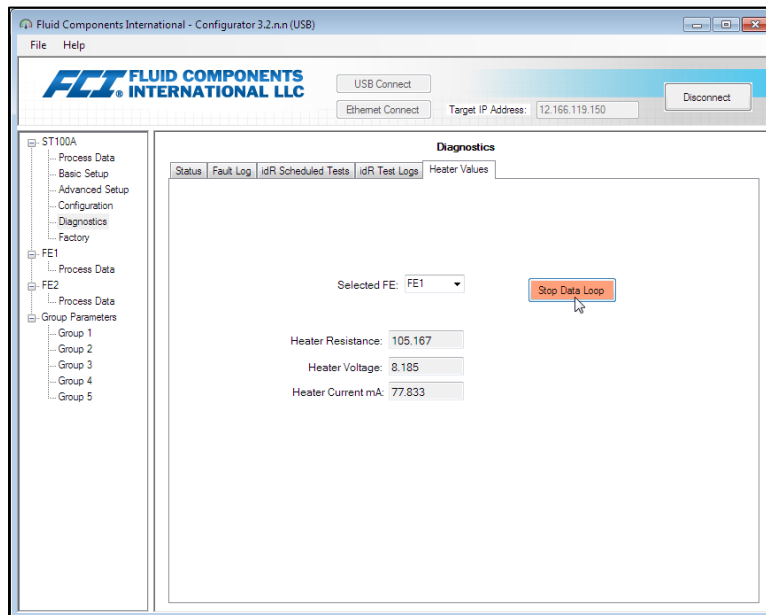 Fluid Components International - Configurator 3.2.n.n (USB)
File Help
FCI® FLUID COMPONENTS
INTERNATIONAL LLC
USB Connect
Ethernet Connect
Target IP Address: 12.166.119.150
Disconnect
ST100A
Process Data
Basic Setup
Advanced Setup
Configuration
Diagnostics
Factory
FE1
Process Data
FE2
Process Data
Group Parameters
Group 1
Group 2
Group 3
Group 4
Group 5
Diagnostics
Status Fault Log idR Scheduled Tests idR Test Logs Heater Values
Selected FE: FE1
Stop Data Loop
Heater Resistance: 105.167
Heater Voltage: 8.185
Heater Current mA: 77.833